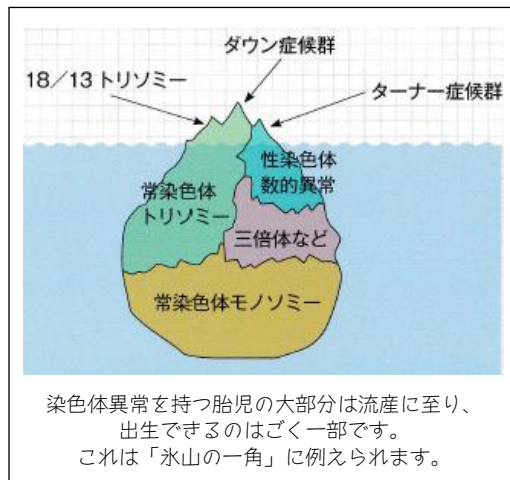 ダウン症候群
18／13 トリソミー
ターナー症候群
性染色体
数的異常
常染色体
トリソミー
三倍体など
常染色体モノソミー
染色体異常を持つ胎児の大部分は流産に至り、
出生できるのはごく一部です。
これは「氷山の一角」に例えられます。